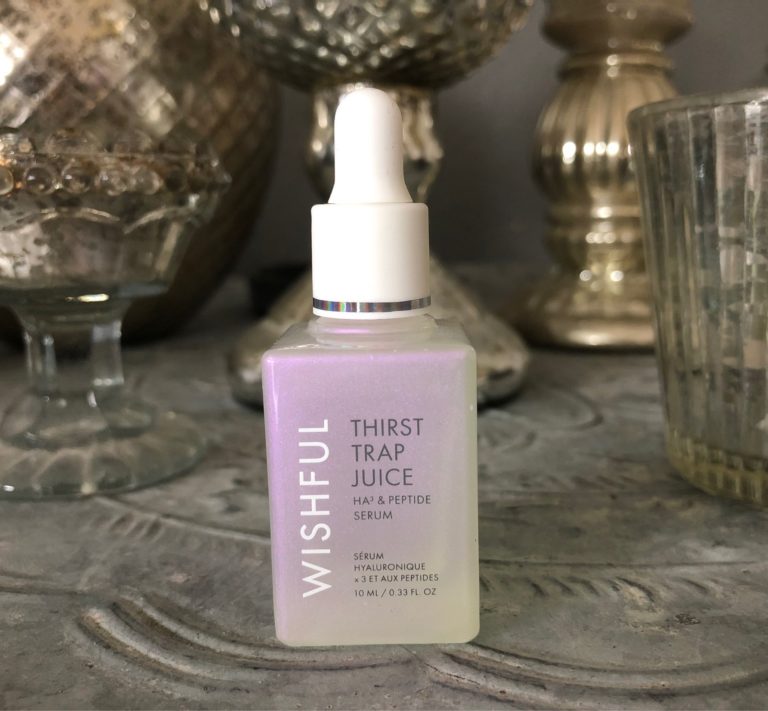 WISHFUL
THIRST
TRAP
JUICE
HA³ & PEPTIDE
SERUM
SÉRUM
HYALURONIQUE
x 3 ET AUX PEPTIDES
10 ML / 0.33 FL. OZ